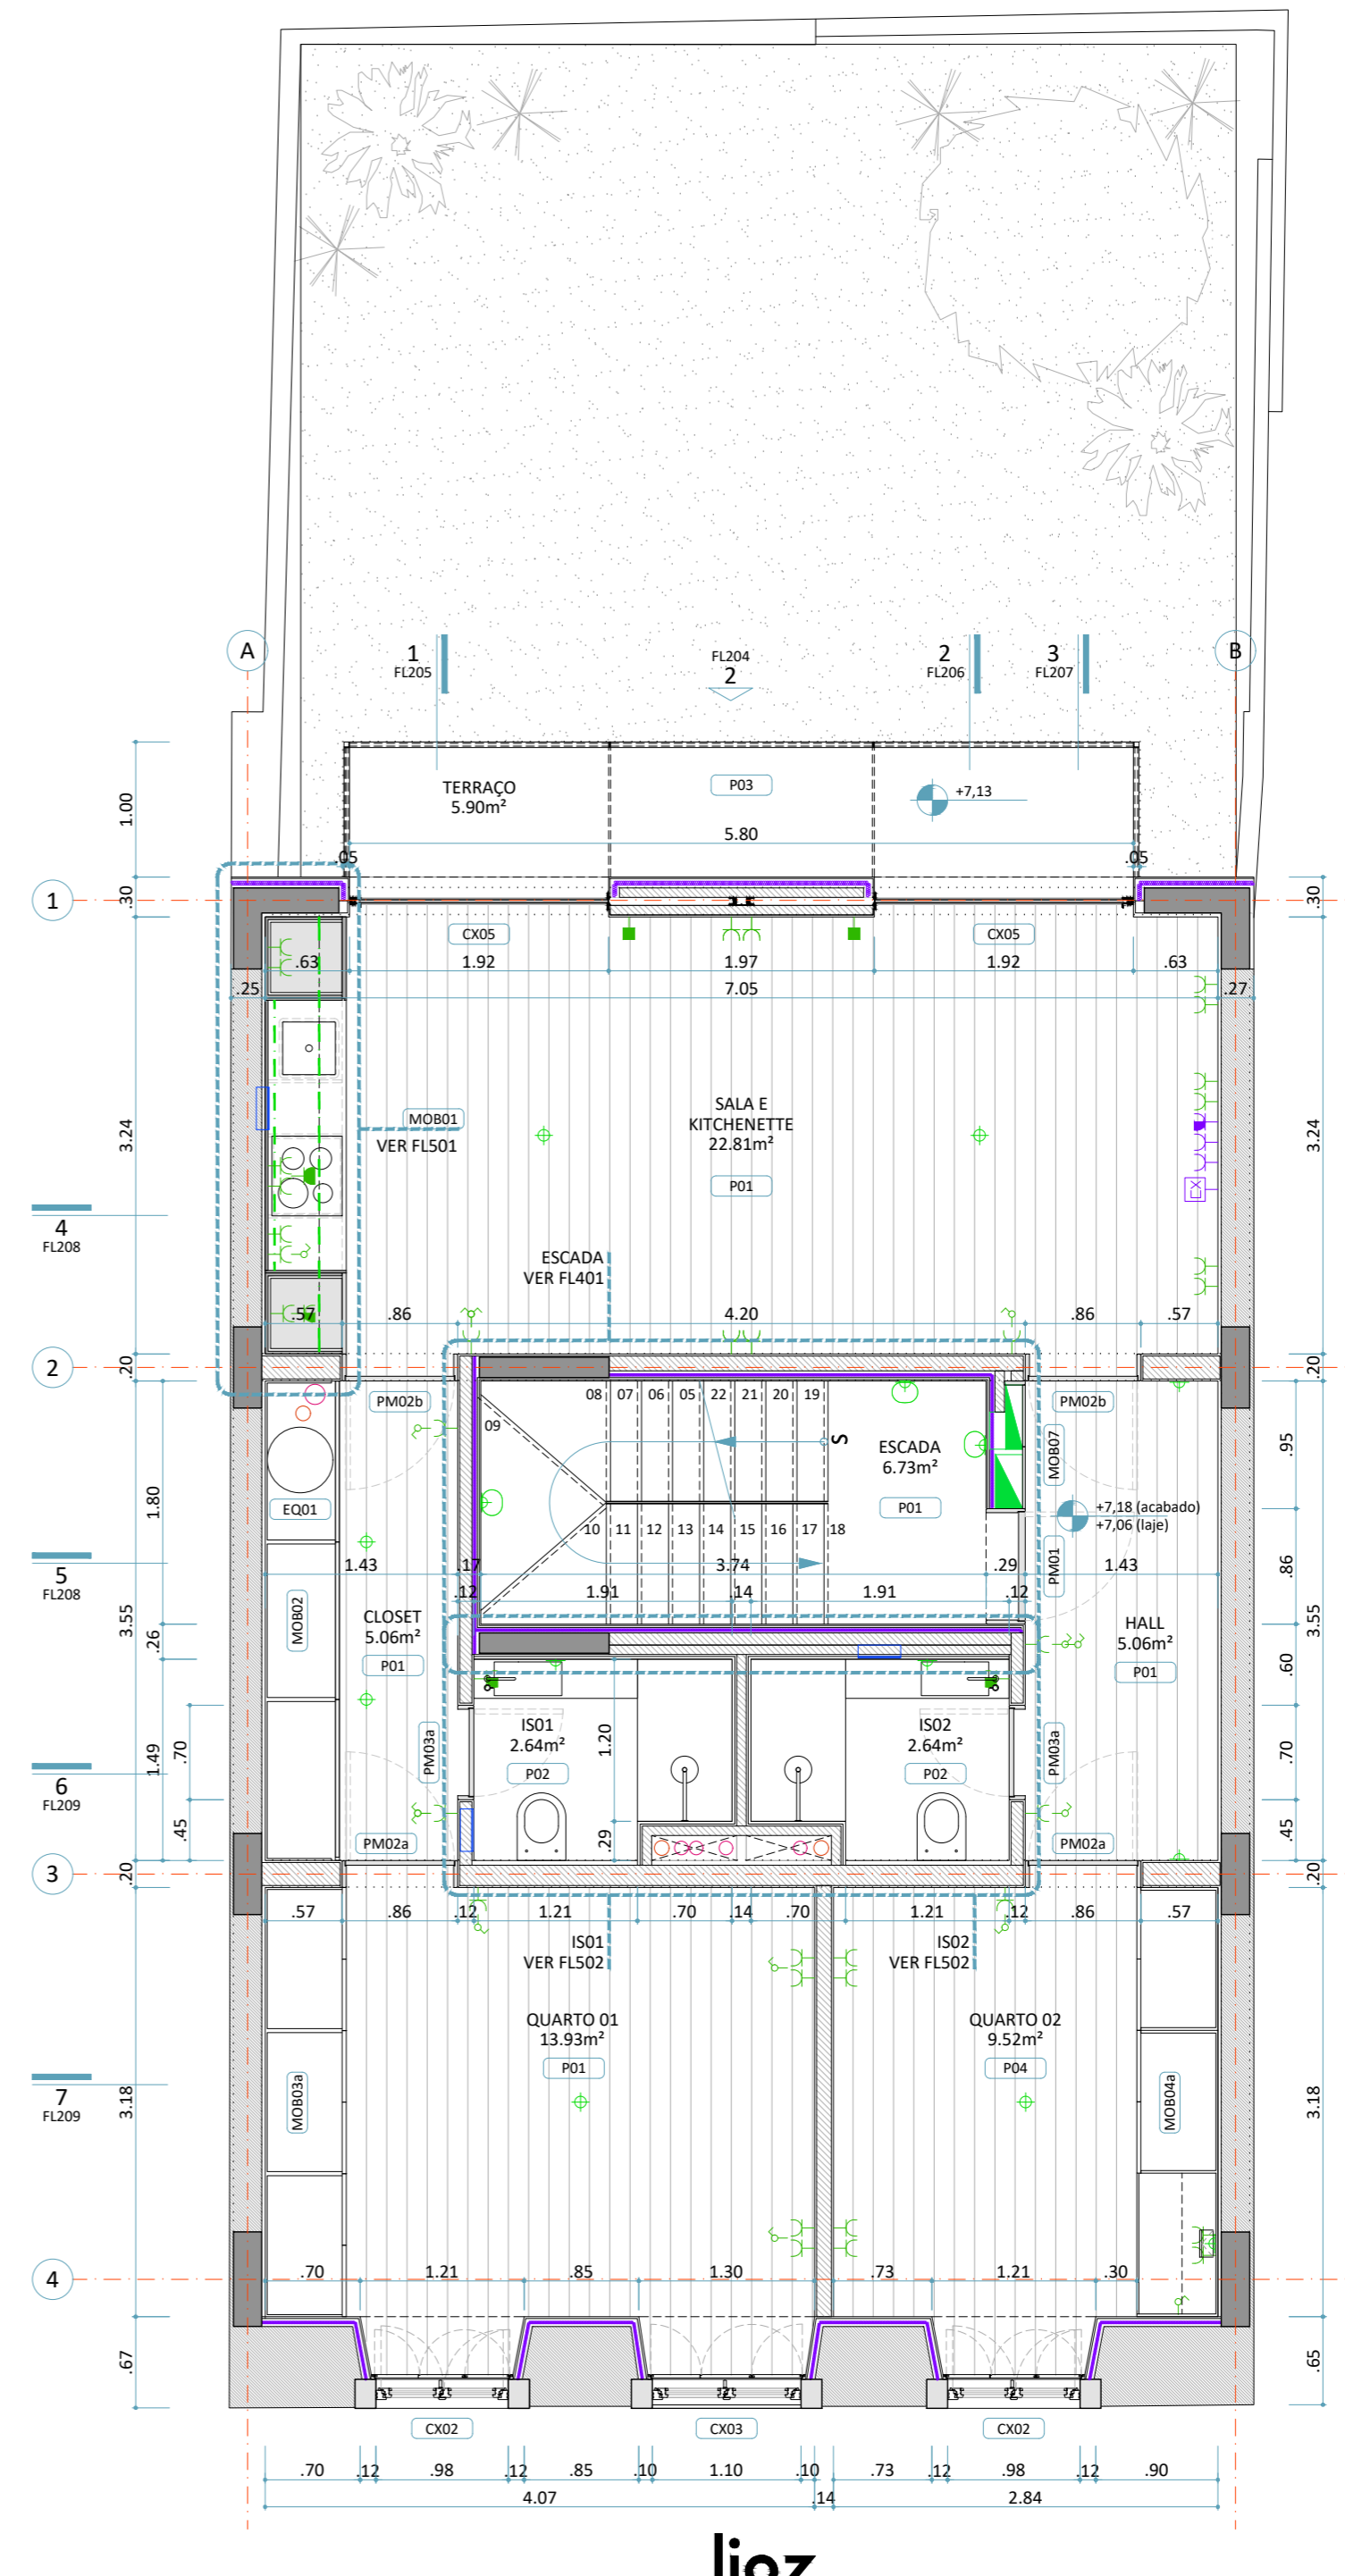 A
1
FL205
FL204
2
2
FL206
3
FL207
B
TERRAÇO
5.90m²
P03
+7,13
1.00
5.80
.05
.05
1
.30
.30
CX05
CX05
.63
1.92
1.97
1.92
.63
.25
7.05
.27
3.24
MOB01
VER FL501
SALA E
KITCHENETTE
22.81m²
P01
CX
3.24
4
FL208
ESCADA
VER FL401
.57
.86
4.20
.86
.57
2
.20
.20
PM02b
08
07
06
05
22
21
20
19
PM02b
09
S
ESCADA
6.73m²
P01
MOB07
.95
EQ01
1.80
+7,18 (acabado)
+7,06 (laje)
10
11
12
13
14
15
16
17
18
5
FL208
1.43
.17
3.74
.29
PM01
1.43
.86
.12
1.91
.14
1.91
.12
MOB02
CLOSET
5.06m²
P01
HALL
5.06m²
P01
3.55
.26
3.55
.60
IS01
2.64m²
P02
1.20
IS02
2.64m²
P02
PM03a
PM03a
1.49
.70
.70
6
FL209
PM02a
PM02a
.45
.29
.45
3
.20
.20
.57
.86
.12
1.21
.70
.14
.70
1.21
.12
.86
.57
IS01
VER FL502
IS02
VER FL502
QUARTO 01
13.93m²
P01
QUARTO 02
9.52m²
P04
MOB03a
MOB04a
7
FL209
3.18
3.18
4
.70
1.21
.85
1.30
.73
1.21
.30
.67
.65
CX02
CX03
CX02
.70
.12
.98
.12
.85
.10
1.10
.10
.73
.12
.98
.12
.90
4.07
.14
2.84
lioz